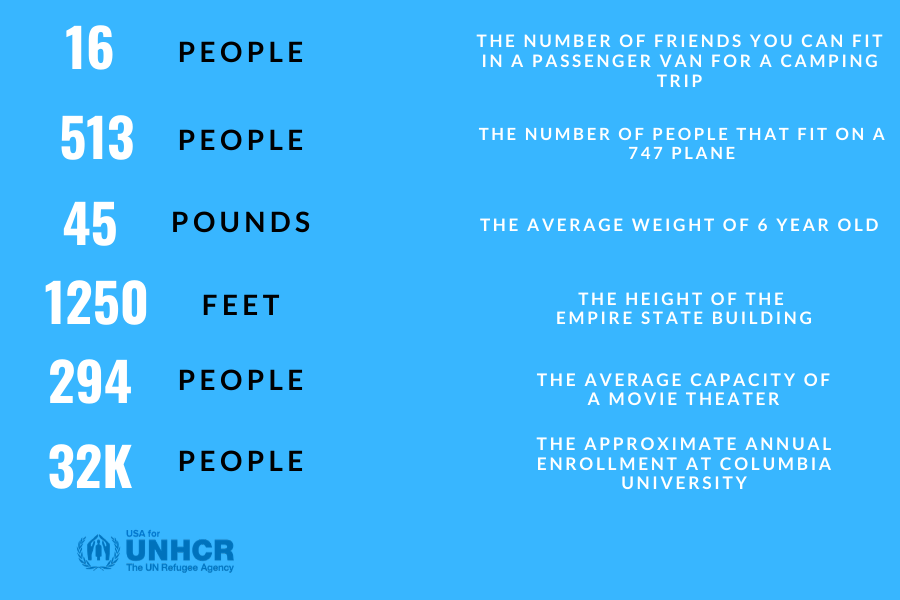 16 PEOPLE THE NUMBER OF FRIENDS YOU CAN FIT
IN A PASSENGER VAN FOR A CAMPING
TRIP
513 PEOPLE THE NUMBER OF PEOPLE THAT FIT ON A
747 PLANE
45 POUNDS THE AVERAGE WEIGHT OF 6 YEAR OLD
1250 FEET THE HEIGHT OF THE
EMPIRE STATE BUILDING
294 PEOPLE THE AVERAGE CAPACITY OF
A MOVIE THEATER
32K PEOPLE THE APPROXIMATE ANNUAL
ENROLLMENT AT COLUMBIA
UNIVERSITY
USA for
UNHCR
The UN Refugee Agency